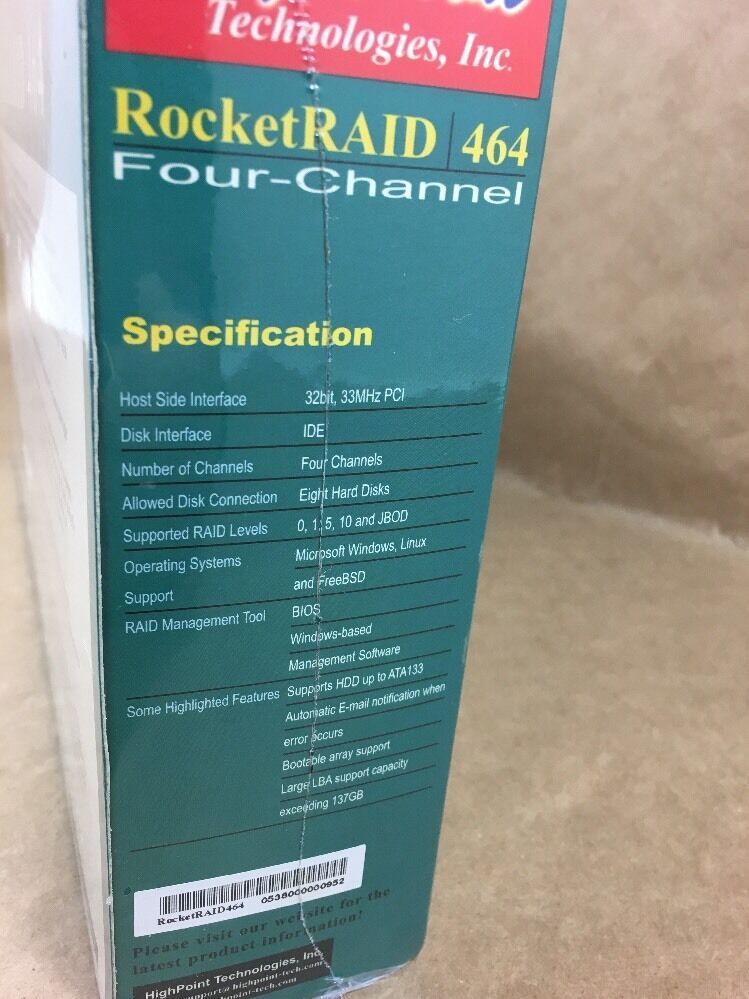 Technologies, Inc.
RocketRAID 464
Four-Channel
Specification
Host Side Interface 32bit, 33MHz PCI
Disk Interface IDE
Number of Channels Four Channels
Allowed Disk Connection Eight Hard Disks
Supported RAID Levels 0, 1, 5, 10 and JBOD
Operating Systems Microsoft Windows, Linux
Support and FreeBSD
RAID Management Tool BIOS
Windows-based
Management Software
Some Highlighted Features Supports HDD up to ATA133
Automatic E-mail notification when
error occurs
Bootable array support
Large LBA support capacity
exceeding 137GB
RocketRAID464 0538000000952
Please visit our website for the
latest product information!
HighPoint Technologies, Inc.
support@highpoint-tech.com